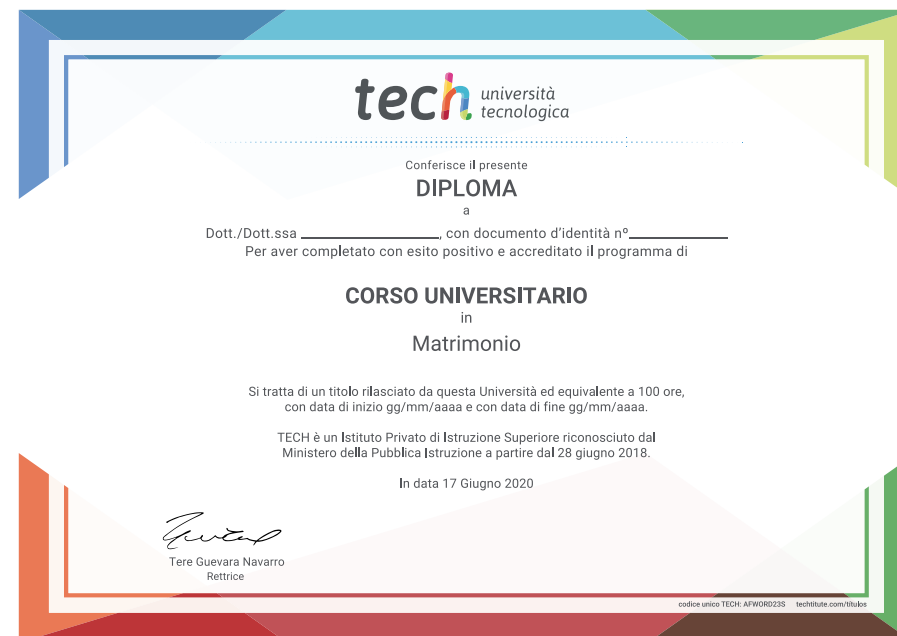 tech università
tecnologica
Conferisce il presente
DIPLOMA
a
Dott./Dott.ssa ____________________, con documento d'identità nº______________
Per aver completato con esito positivo e accreditato il programma di
CORSO UNIVERSITARIO
in
Matrimonio
Si tratta di un titolo rilasciato da questa Università ed equivalente a 100 ore,
con data di inizio gg/mm/aaaa e con data di fine gg/mm/aaaa.
TECH è un Istituto Privato di Istruzione Superiore riconosciuto dal
Ministero della Pubblica Istruzione a partire dal 28 giugno 2018.
In data 17 Giugno 2020
Tere Guevara Navarro
Rettrice
codice unico TECH: AFWORD23S techtitute.com/títulos